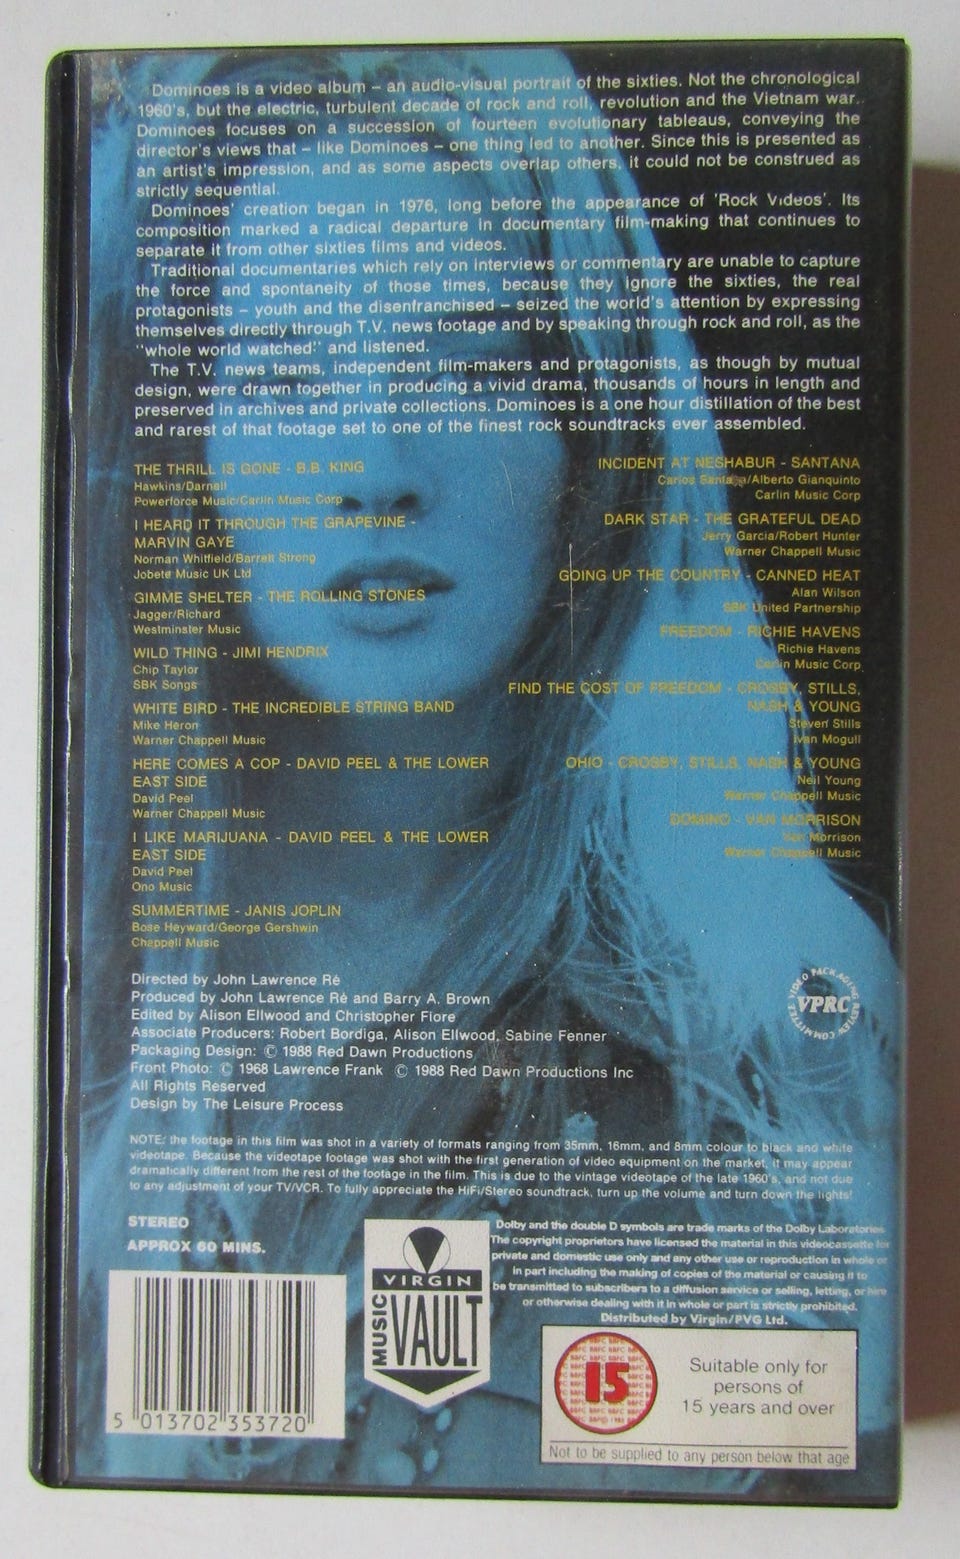 Dominoes is a video album – an audio-visual portrait of the sixties. Not the chronological
1960's, but the electric, turbulent decade of rock and roll, revolution and the Vietnam war.
Dominoes focuses on a succession of fourteen evolutionary tableaus, conveying the
director's views that – like Dominoes – one thing led to another. Since this is presented as
an artist's impression, and as some aspects overlap others, it could not be construed as
strictly sequential.
Dominoes' creation began in 1976, long before the appearance of 'Rock Videos'. Its
composition marked a radical departure in documentary film-making that continues to
separate it from other sixties films and videos.
Traditional documentaries which rely on interviews or commentary are unable to capture
the force and spontaneity of those times, because they ignore the sixties, the real
protagonists – youth and the disenfranchised – seized the world's attention by expressing
themselves directly through T.V. news footage and by speaking through rock and roll, as the
"whole world watched" and listened.
The T.V. news teams, independent film-makers and protagonists, as though by mutual
design, were drawn together in producing a vivid drama, thousands of hours in length and
preserved in archives and private collections. Dominoes is a one hour distillation of the best
and rarest of that footage set to one of the finest rock soundtracks ever assembled.
THE THRILL IS GONE - B.B. KING
Hawkins/Darnell
Powerforce Music/Carlin Music Corp
I HEARD IT THROUGH THE GRAPEVINE -
MARVIN GAYE
Norman Whitfield/Barrett Strong
Jobete Music UK Ltd
GIMME SHELTER - THE ROLLING STONES
Jagger/Richard
Westminster Music
WILD THING - JIMI HENDRIX
Chip Taylor
SBK Songs
WHITE BIRD - THE INCREDIBLE STRING BAND
Mike Heron
Warner Chappell Music
HERE COMES A COP - DAVID PEEL & THE LOWER
EAST SIDE
David Peel
Warner Chappell Music
I LIKE MARIJUANA - DAVID PEEL & THE LOWER
EAST SIDE
David Peel
Ono Music
SUMMERTIME - JANIS JOPLIN
Bose Heyward/George Gershwin
Chappell Music
INCIDENT AT NESHABUR - SANTANA
Carlos Santana/Alberto Gianquinto
Carlin Music Corp
DARK STAR - THE GRATEFUL DEAD
Jerry Garcia/Robert Hunter
Warner Chappell Music
GOING UP THE COUNTRY - CANNED HEAT
Alan Wilson
SBK United Partnership
FREEDOM - RICHIE HAVENS
Richie Havens
Carlin Music Corp
FIND THE COST OF FREEDOM - CROSBY, STILLS,
NASH & YOUNG
Steven Stills
Ivan Mogull
OHIO - CROSBY, STILLS, NASH & YOUNG
Neil Young
Warner Chappell Music
DOMINO - VAN MORRISON
Van Morrison
Warner Chappell Music
Directed by John Lawrence Ré
Produced by John Lawrence Ré and Barry A. Brown
Edited by Alison Ellwood and Christopher Fiore
Associate Producers: Robert Bordiga, Alison Ellwood, Sabine Fenner
Packaging Design: © 1988 Red Dawn Productions
Front Photo: © 1968 Lawrence Frank © 1988 Red Dawn Productions Inc
All Rights Reserved
Design by The Leisure Process
VIDEO PACKAGING REVIEW COMMITTEE
VPRC
NOTE: the footage in this film was shot in a variety of formats ranging from 35mm, 16mm, and 8mm colour to black and white
videotape. Because the videotape footage was shot with the first generation of video equipment on the market, it may appear
dramatically different from the rest of the footage in the film. This is due to the vintage videotape of the late 1960's, and not due
to any adjustment of your TV/VCR. To fully appreciate the HiFi/Stereo soundtrack, turn up the volume and turn down the lights!
STEREO
APPROX 60 MINS.
5 013702 353720
VIRGIN
MUSIC
VAULT
Dolby and the double D symbols are trade marks of the Dolby Laboratories
The copyright proprietors have licensed the material in this videocassette for
private and domestic use only and any other use or reproduction in whole or
in part including the making of copies of the material or causing it to
be transmitted to subscribers to a diffusion service or selling, letting, or hire
or otherwise dealing with it in whole or part is strictly prohibited.
Distributed by Virgin/PVG Ltd.
15
Suitable only for
persons of
15 years and over
Not to be supplied to any person below that age